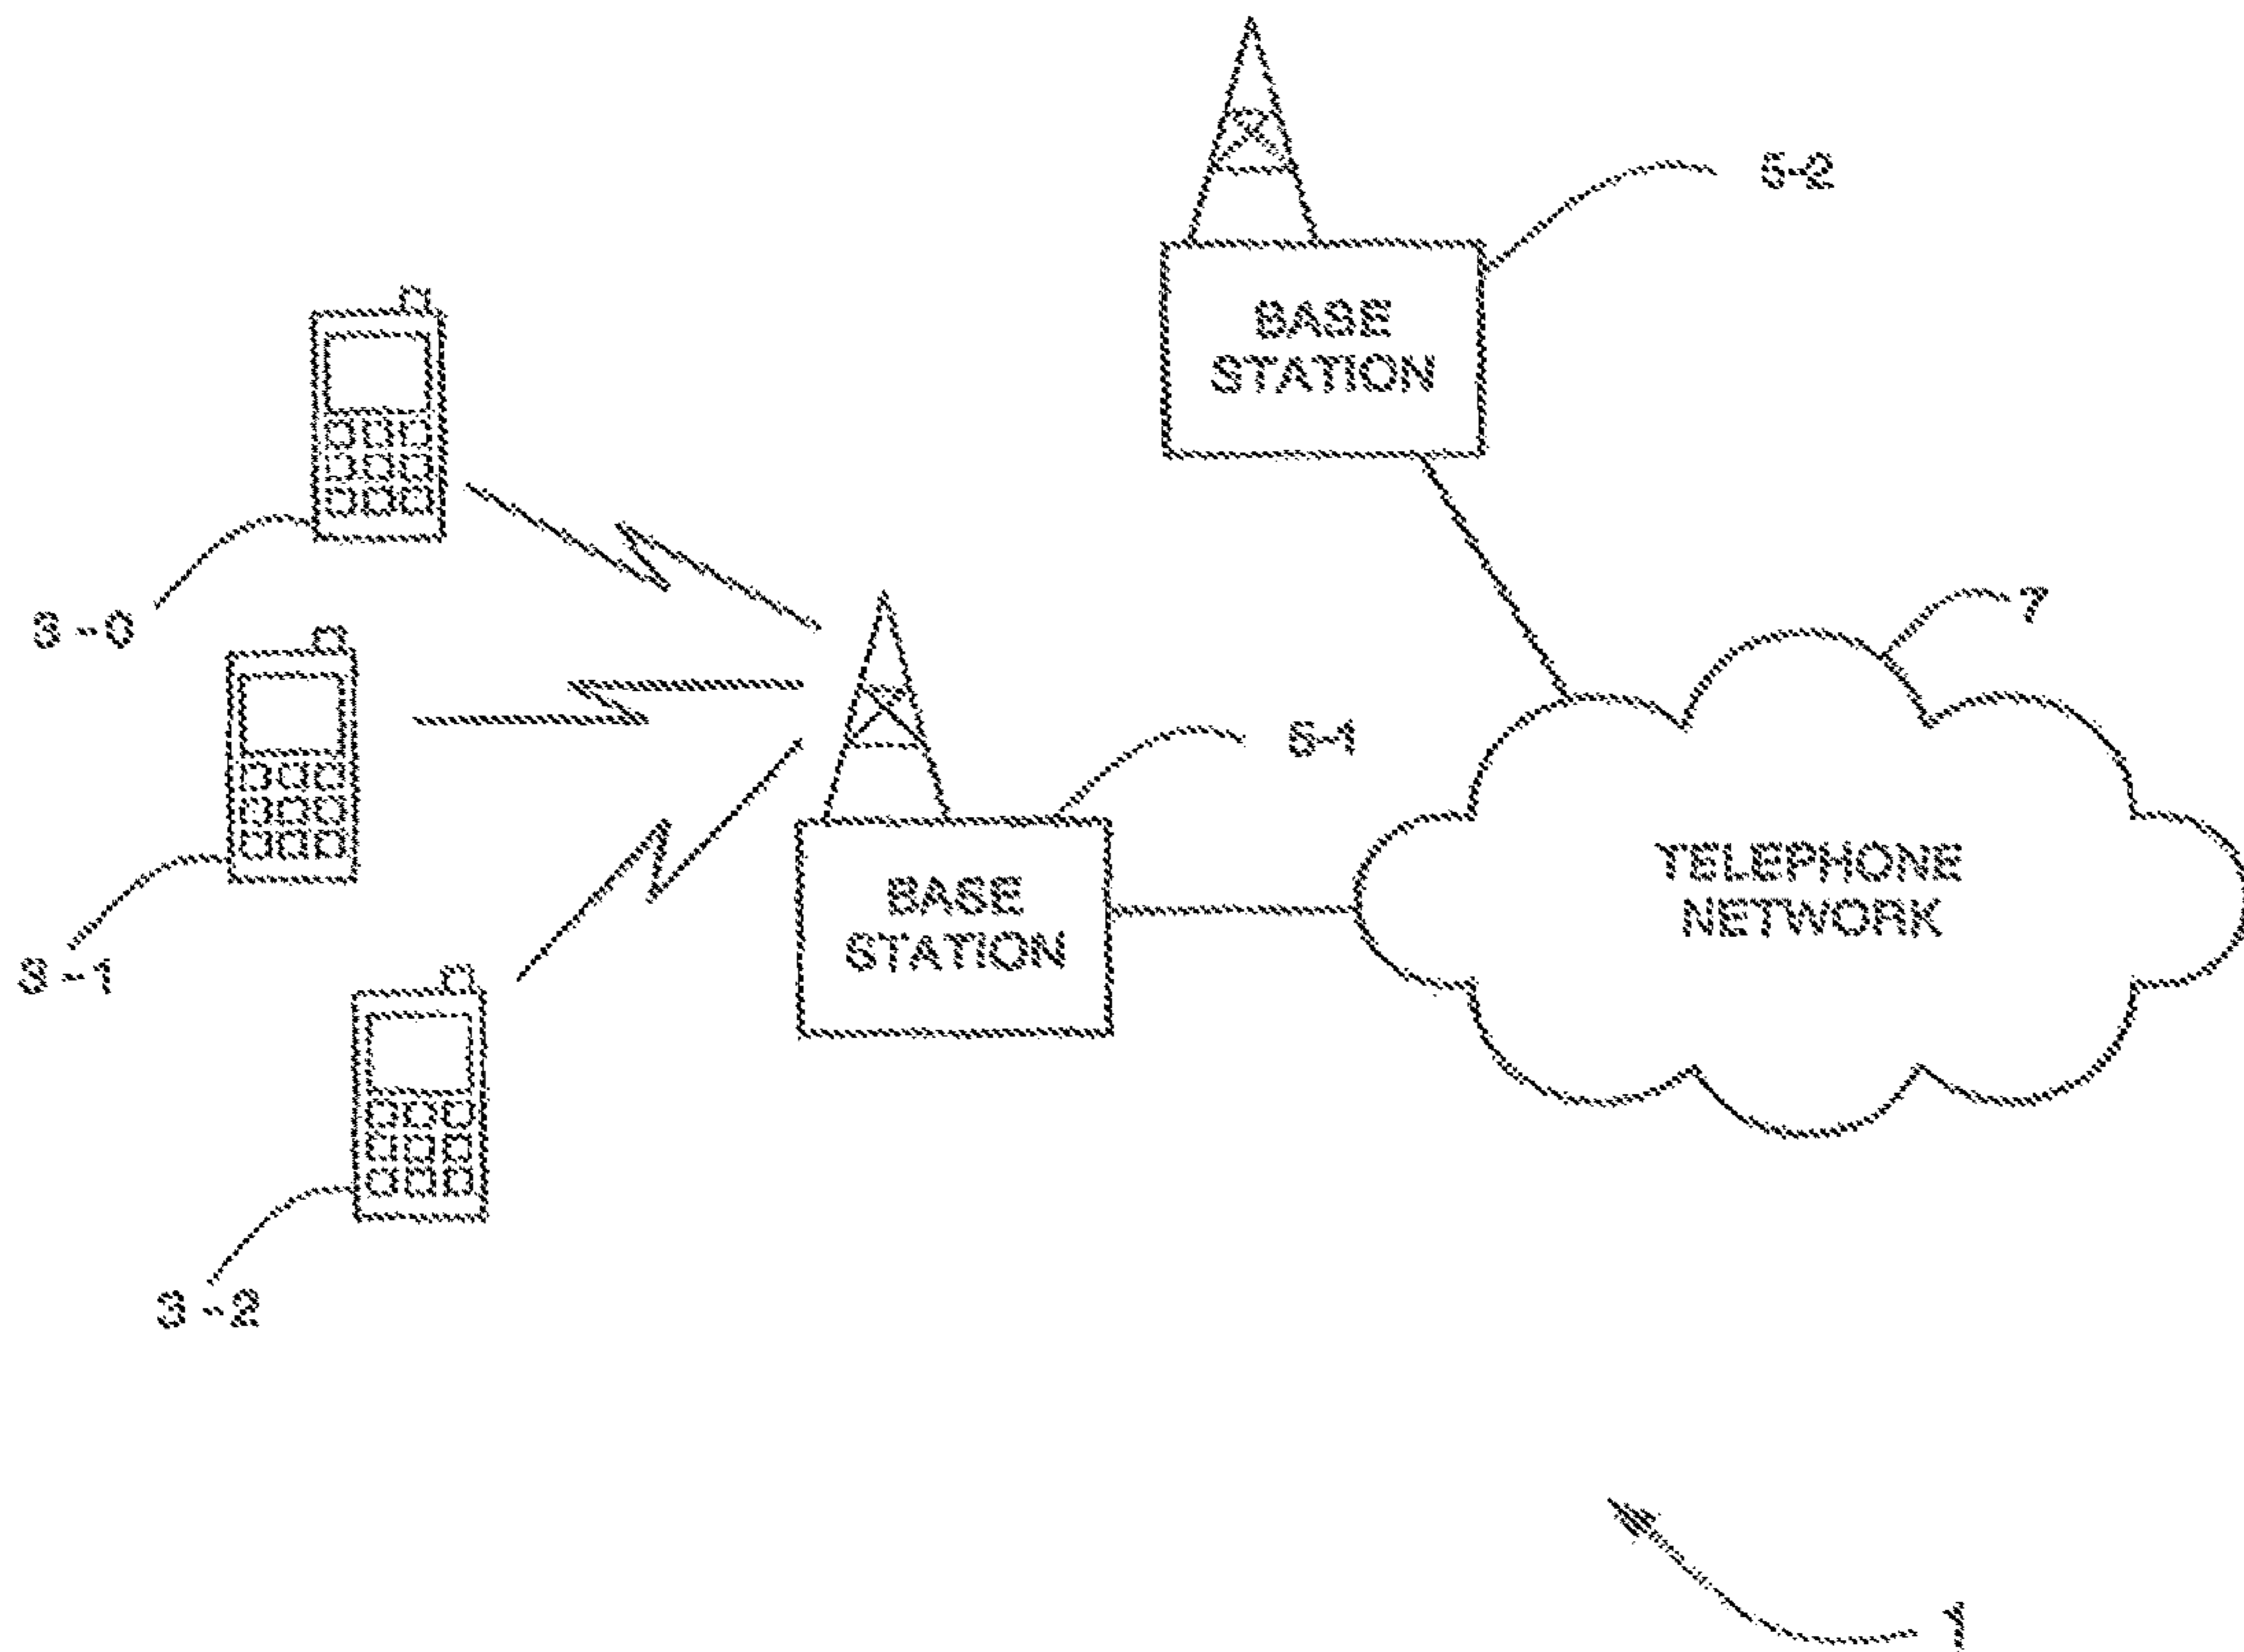 5-2
BASE
STATION
3-0
7
5-1
TELEPHONE
NETWORK
BASE
STATION
3-1
3-2
1